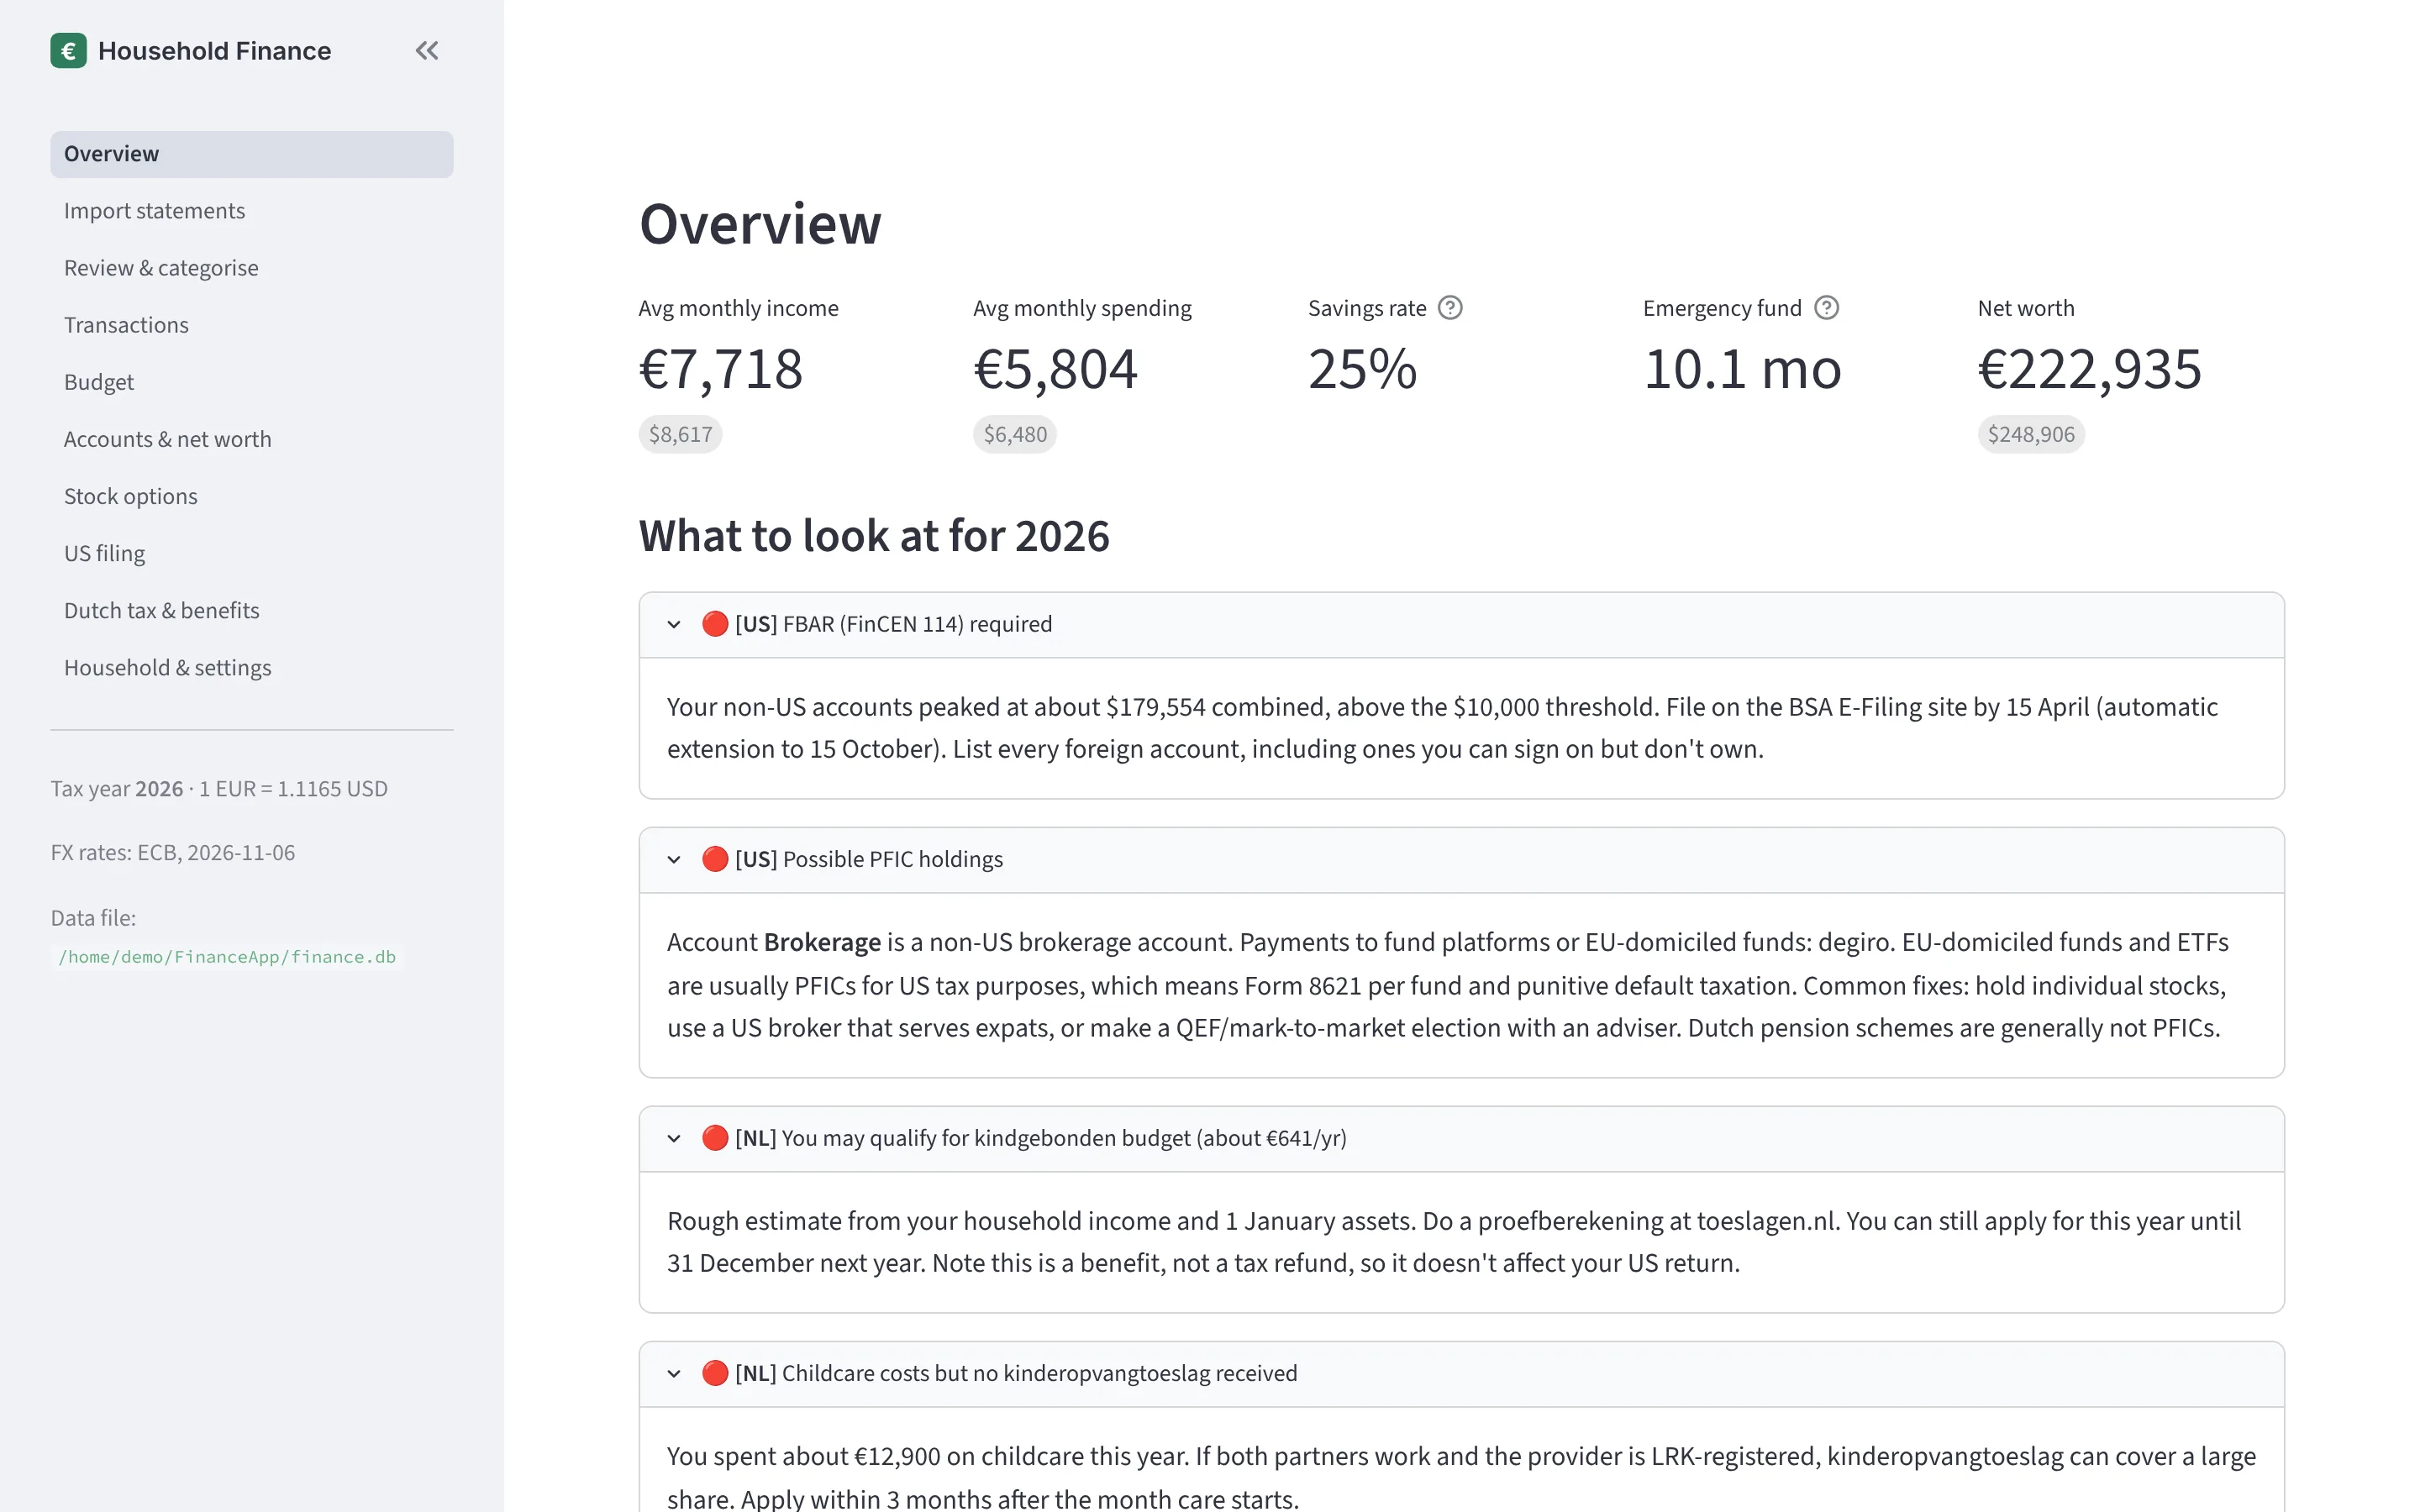 € Household Finance
Overview
Import statements
Review & categorise
Transactions
Budget
Accounts & net worth
Stock options
US filing
Dutch tax & benefits
Household & settings
Tax year 2026 · 1 EUR = 1.1165 USD
FX rates: ECB, 2026-11-06
Data file:
/home/demo/FinanceApp/finance.db
Overview
Avg monthly income
€7,718
$8,617
Avg monthly spending
€5,804
$6,480
Savings rate
25%
Emergency fund
10.1 mo
Net worth
€222,935
$248,906
What to look at for 2026
[US] FBAR (FinCEN 114) required
Your non-US accounts peaked at about $179,554 combined, above the $10,000 threshold. File on the BSA E-Filing site by 15 April (automatic
extension to 15 October). List every foreign account, including ones you can sign on but don't own.
[US] Possible PFIC holdings
Account Brokerage is a non-US brokerage account. Payments to fund platforms or EU-domiciled funds: degiro. EU-domiciled funds and ETFs
are usually PFICs for US tax purposes, which means Form 8621 per fund and punitive default taxation. Common fixes: hold individual stocks,
use a US broker that serves expats, or make a QEF/mark-to-market election with an adviser. Dutch pension schemes are generally not PFICs.
[NL] You may qualify for kindgebonden budget (about €641/yr)
Rough estimate from your household income and 1 January assets. Do a proefberekening at toeslagen.nl. You can still apply for this year until
31 December next year. Note this is a benefit, not a tax refund, so it doesn't affect your US return.
[NL] Childcare costs but no kinderopvangtoeslag received
You spent about €12,900 on childcare this year. If both partners work and the provider is LRK-registered, kinderopvangtoeslag can cover a large
share. Apply within 3 months after the month care starts.